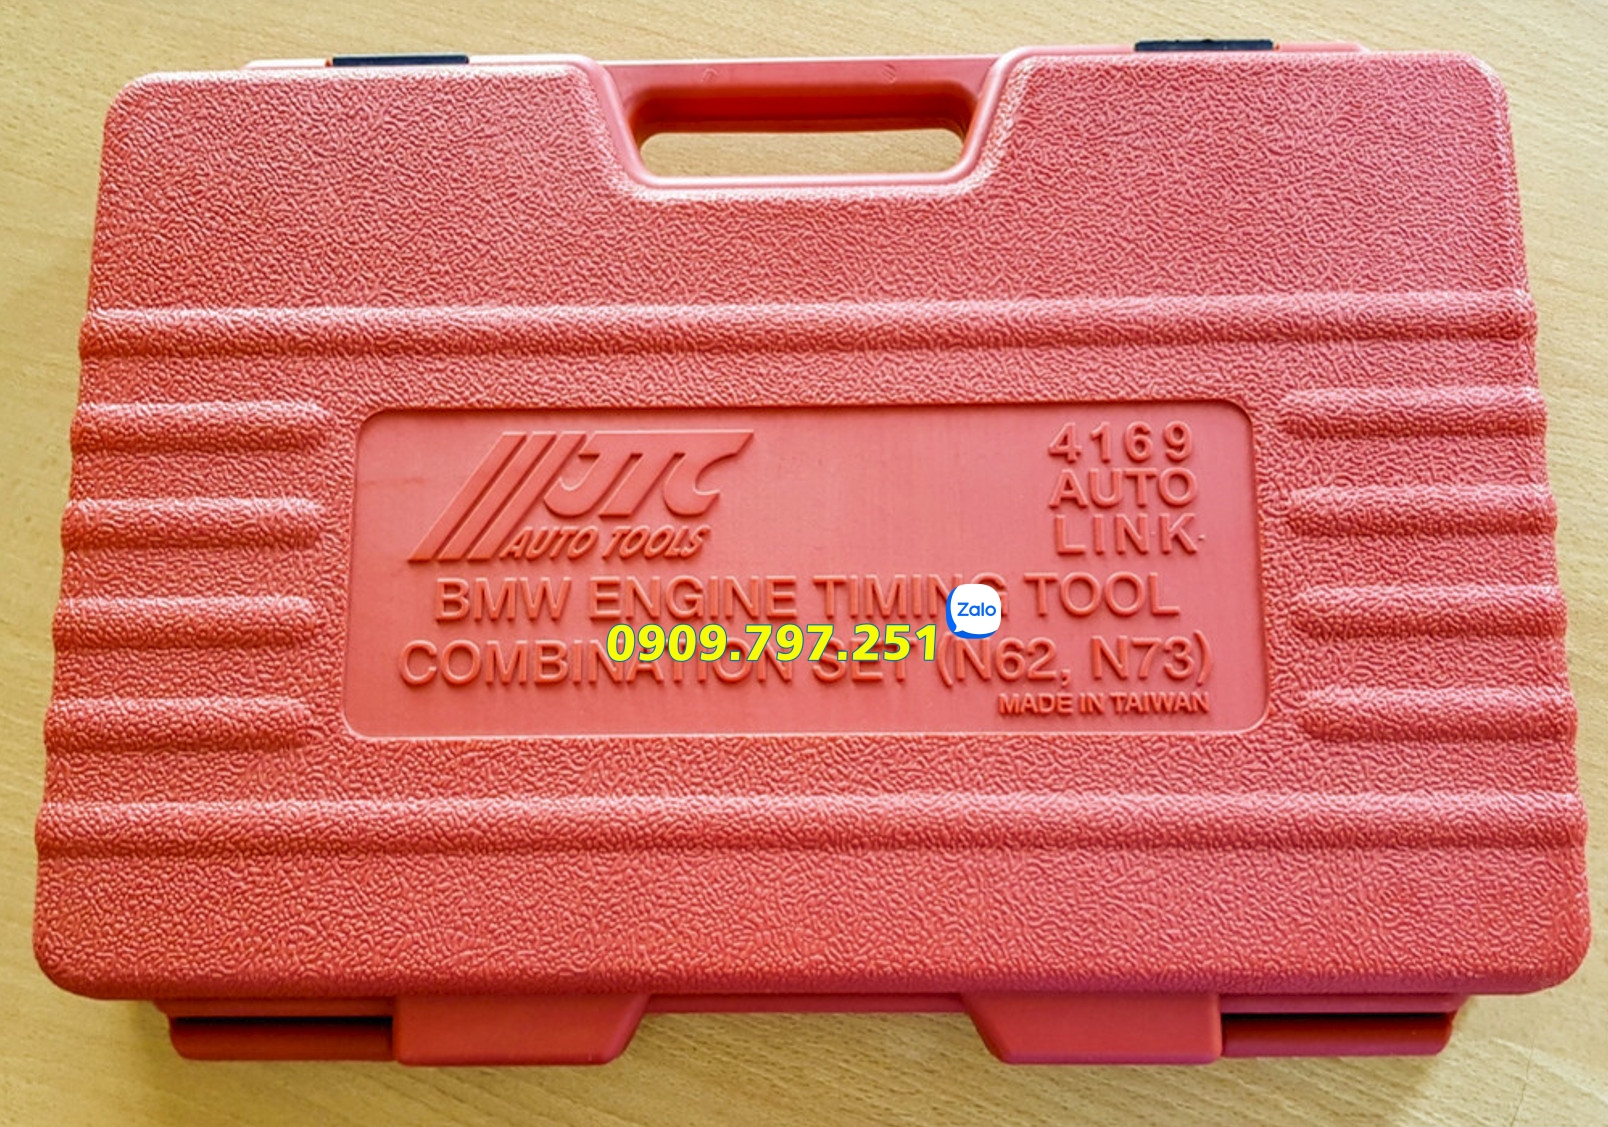 JTC
AUTO TOOLS
4169
AUTO
LINK
BMW ENGINE TIMING TOOL
Zalo
0909.797.251
COMBINATION SET (N62, N73)
MADE IN TAIWAN